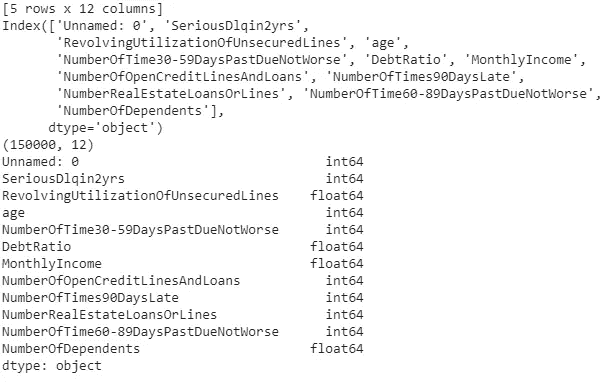 [5 rows x 12 columns]
Index(['Unnamed: 0', 'SeriousDlqin2yrs',
       'RevolvingUtilizationOfUnsecuredLines', 'age',
       'NumberOfTime30-59DaysPastDueNotWorse', 'DebtRatio', 'MonthlyIncome',
       'NumberOfOpenCreditLinesAndLoans', 'NumberOfTimes90DaysLate',
       'NumberRealEstateLoansOrLines', 'NumberOfTime60-89DaysPastDueNotWorse',
       'NumberOfDependents'],
      dtype='object')
(150000, 12)
Unnamed: 0                                int64
SeriousDlqin2yrs                          int64
RevolvingUtilizationOfUnsecuredLines    float64
age                                       int64
NumberOfTime30-59DaysPastDueNotWorse      int64
DebtRatio                               float64
MonthlyIncome                           float64
NumberOfOpenCreditLinesAndLoans           int64
NumberOfTimes90DaysLate                   int64
NumberRealEstateLoansOrLines              int64
NumberOfTime60-89DaysPastDueNotWorse      int64
NumberOfDependents                      float64
dtype: object